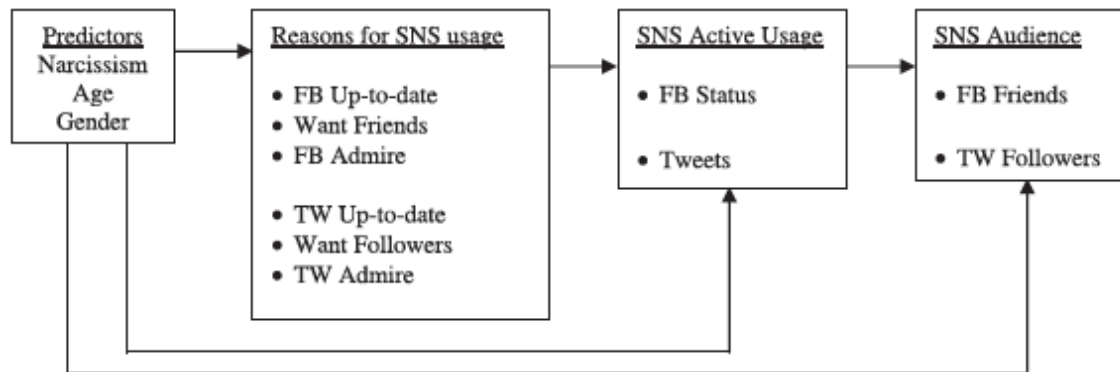 Predictors
Narcissism
Age
Gender
Reasons for SNS usage
• FB Up-to-date
• Want Friends
• FB Admire
• TW Up-to-date
• Want Followers
• TW Admire
SNS Active Usage
• FB Status
• Tweets
SNS Audience
• FB Friends
• TW Followers